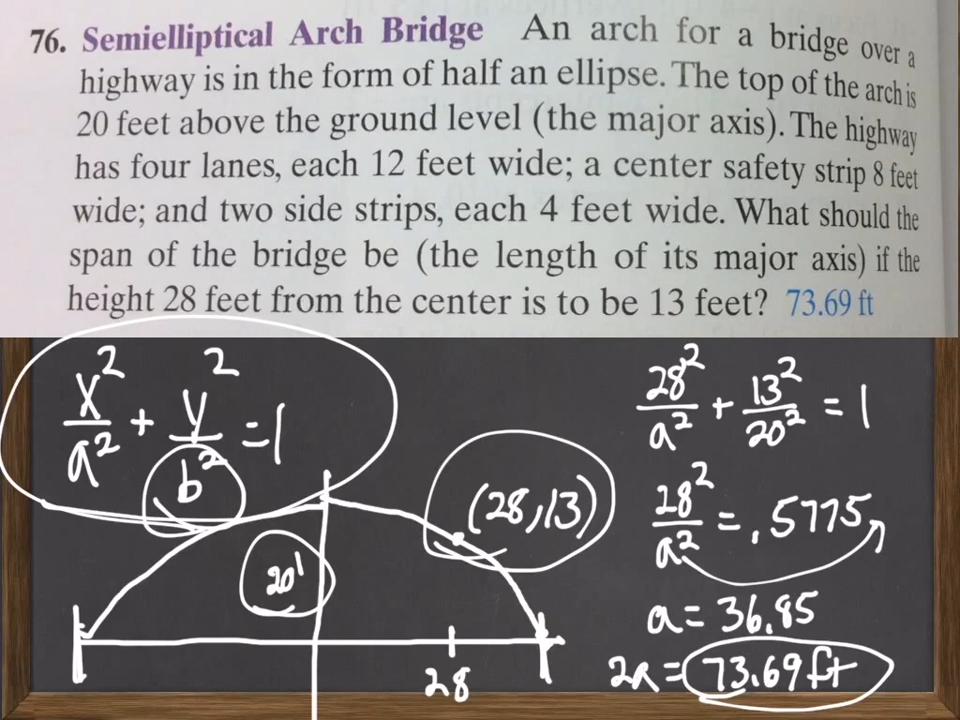 76. Semielliptical Arch Bridge An arch for a bridge over a
highway is in the form of half an ellipse. The top of the arch is
20 feet above the ground level (the major axis). The highway
has four lanes, each 12 feet wide; a center safety strip 8 feet
wide; and two side strips, each 4 feet wide. What should the
span of the bridge be (the length of its major axis) if the
height 28 feet from the center is to be 13 feet? 73.69 ft
x²/a² + y²/b² = 1
20'
(28,13)
28
28²/a² + 13²/20² = 1
28²/a² = .5775
a = 36.85
2a = 73.69 ft